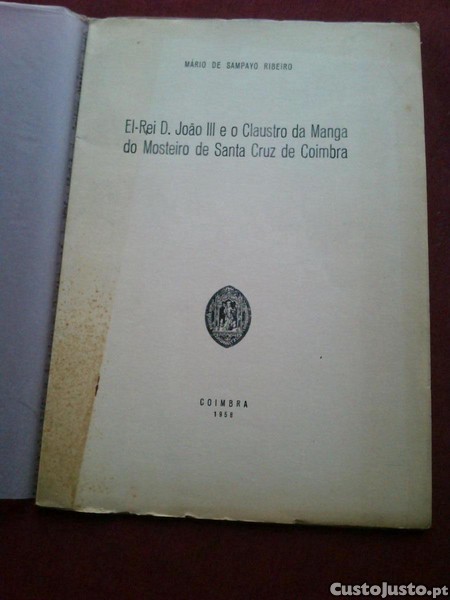 MÁRIO DE SAMPAYO RIBEIRO
El-Rei D. João III e o Claustro da Manga
do Mosteiro de Santa Cruz de Coimbra
COIMBRA
1958
CustoJusto.pt